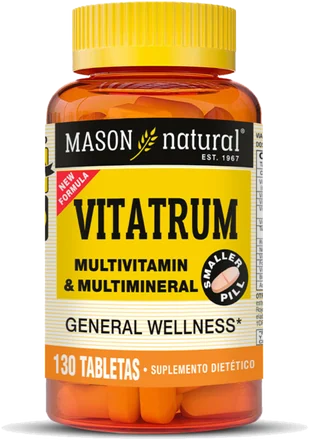 MASON natural®
EST. 1967
NEW
FORMULA
VITATRUM
MULTIVITAMIN
& MULTIMINERAL
SMALLER
PILL
GENERAL WELLNESS*
130 TABLETAS • SUPLEMENTO DIETÉTICO